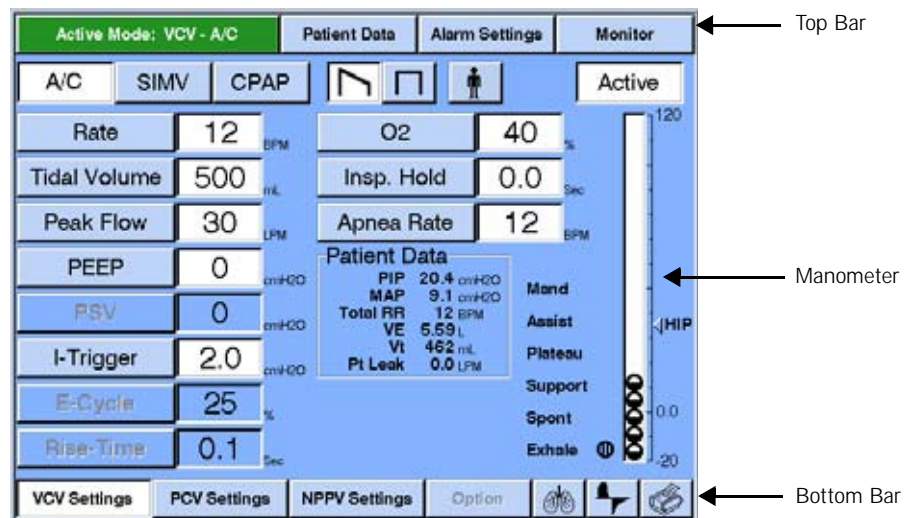 Active Mode: VCV - A/C Patient Data Alarm Settings Monitor Top Bar
A/C SIMV CPAP Active
120
Rate 12 BPM O2 40 %
Tidal Volume 500 mL Insp. Hold 0.0 Sec
Peak Flow 30 LPM Apnea Rate 12 BPM
PEEP 0 cmH2O
PSV 0 cmH2O
I-Trigger 2.0 cmH2O
E-Cycle 25 %
Rise-Time 0.1 Sec
Patient Data
PIP 20.4 cmH2O
MAP 9.1 cmH2O
Total RR 12 BPM
VE 5.59 L
Vt 462 mL
Pt Leak 0.0 LPM
Mand
Assist
Plateau
Support
Spont
Exhale
Manometer
HIP
0.0
-20
VCV Settings PCV Settings NPPV Settings Option Bottom Bar